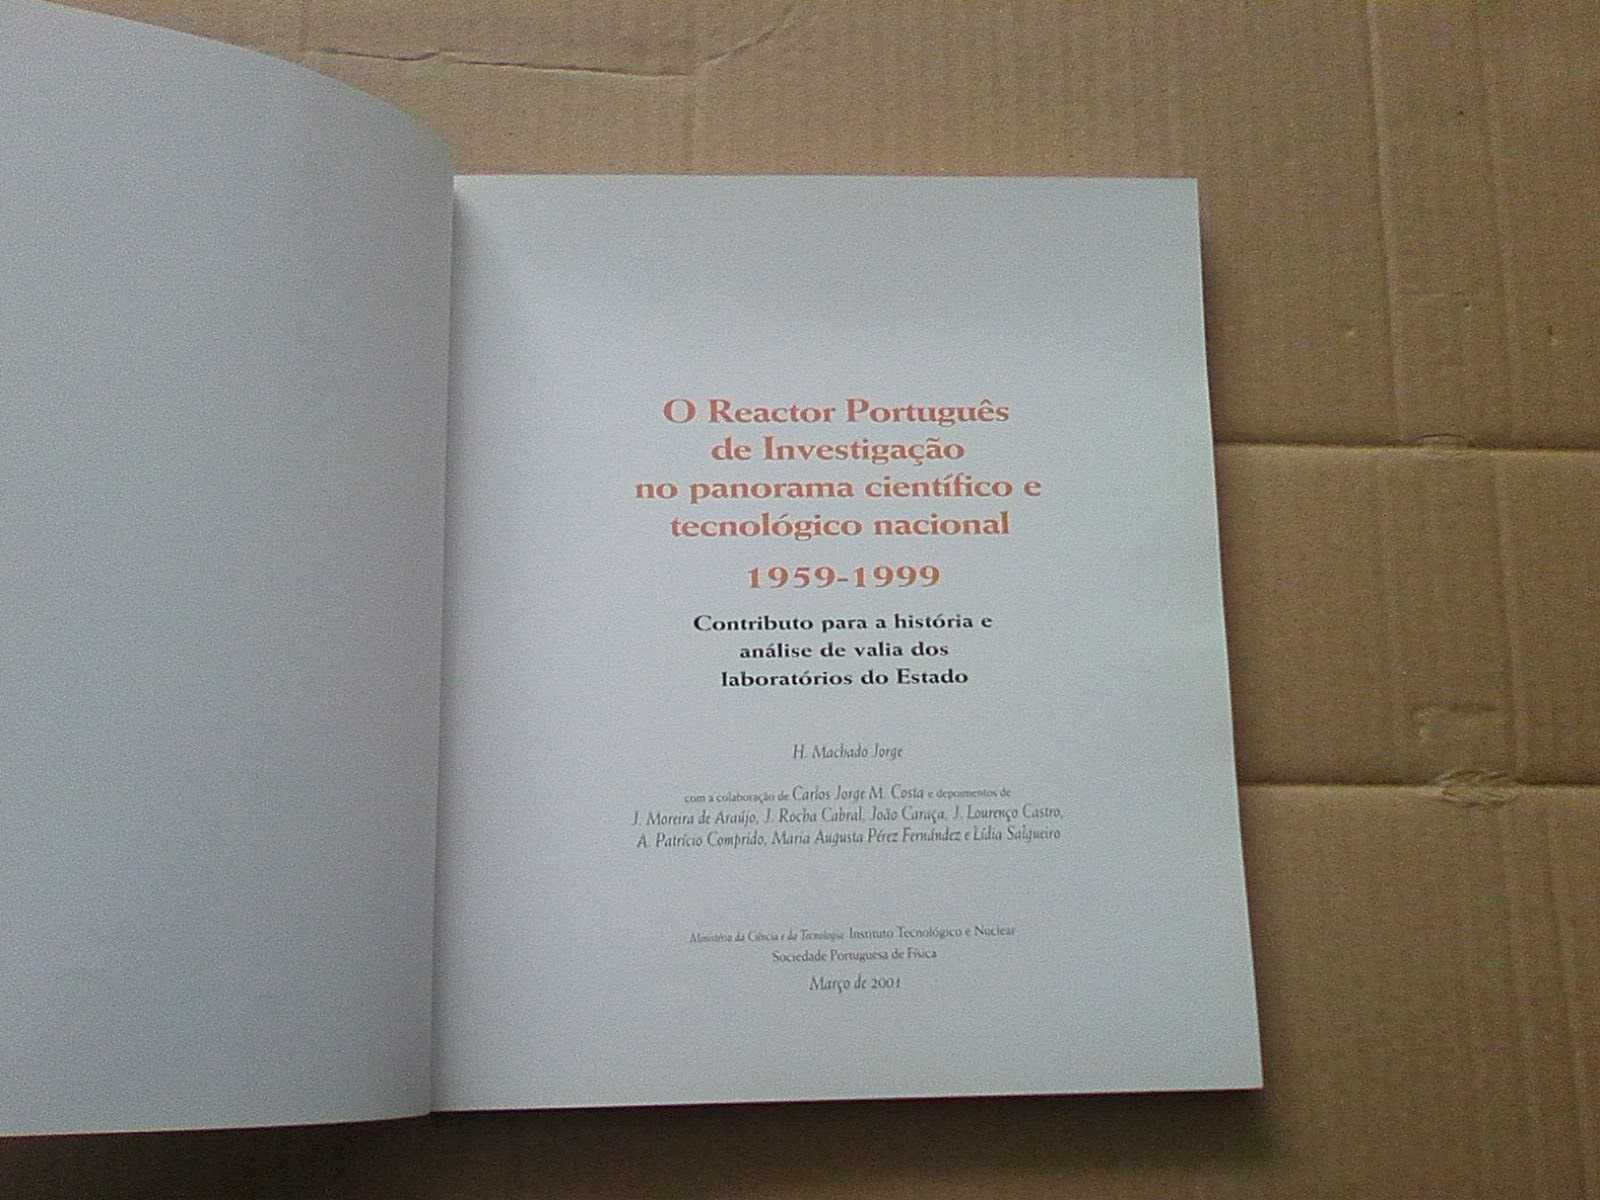 O Reactor Português
de Investigação
no panorama científico e
tecnológico nacional
1959-1999
Contributo para a história e
análise de valia dos
laboratórios do Estado
H. Machado Jorge
com a colaboração de Carlos Jorge M. Costa e depoimentos de
J. Moreira de Araújo, J. Rocha Cabral, João Caraça, J. Lourenço Castro,
A. Patrício Comprido, Maria Augusta Pérez Fernández e Lídia Salgueiro
Ministério da Ciência e da Tecnologia Instituto Tecnológico e Nuclear
Sociedade Portuguesa de Física
Março de 2001